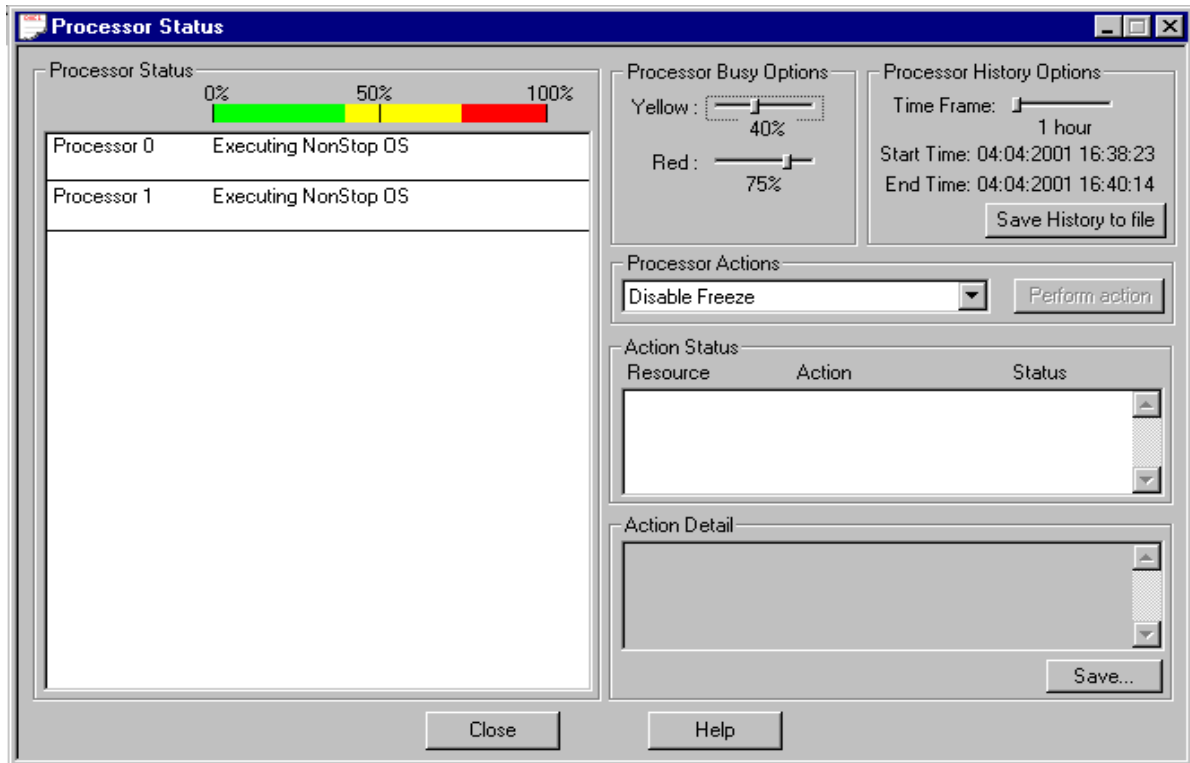 Processor Status
Processor Status
0% 50% 100%
Processor 0 Executing NonStop OS
Processor 1 Executing NonStop OS
Processor Busy Options
Yellow :
40%
Red :
75%
Processor History Options
Time Frame:
1 hour
Start Time: 04:04:2001 16:38:23
End Time: 04:04:2001 16:40:14
Save History to file
Processor Actions
Disable Freeze
Perform action
Action Status
Resource Action Status
Action Detail
Save...
Close
Help